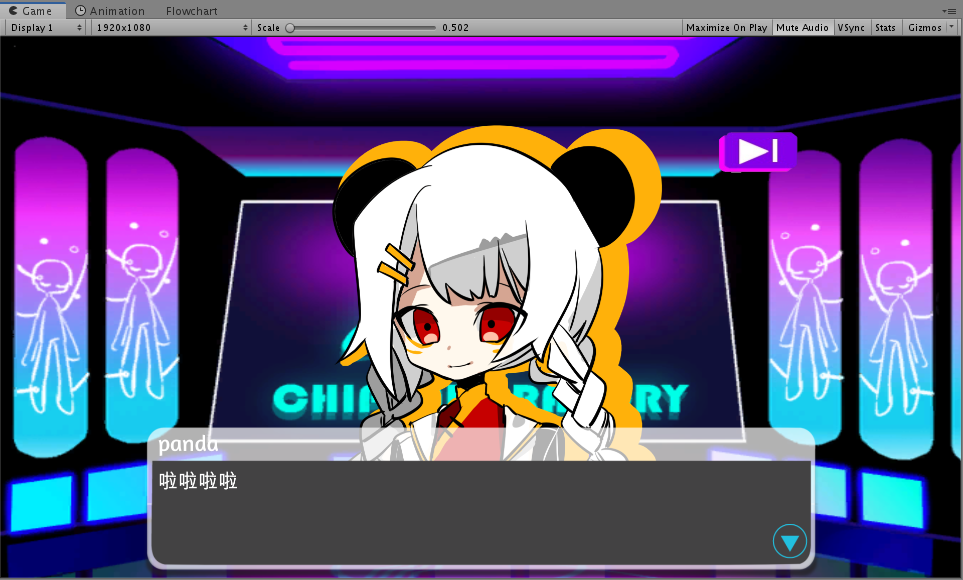 Game Animation Flowchart
Display 1 1920x1080 Scale 0.502 Maximize On Play Mute Audio VSync Stats Gizmos
panda
啦啦啦啦